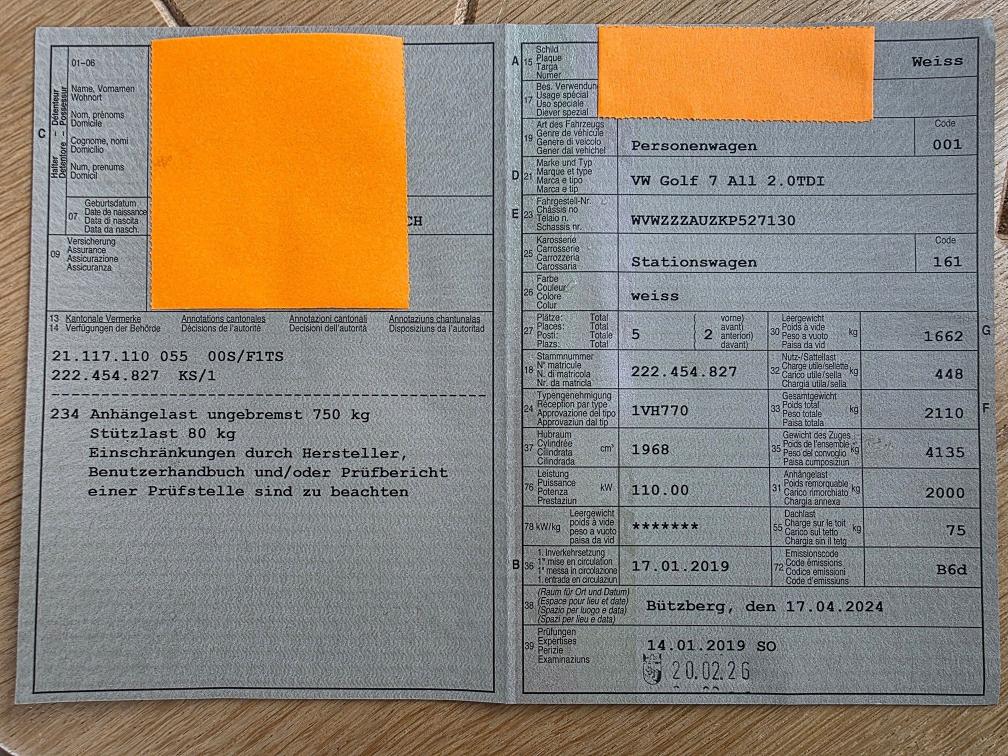 01-06
Name, Vornamen
Wohnort
Nom, prénoms
Domicile
Cognome, nomi
Domicilio
Num, prenums
Domicil
C
Halter – Détenteur
Detentore – Possessur
07
Geburtsdatum
Date de naissance
Data di nascita
Data da nasch.
CH
09
Versicherung
Assurance
Assicurazione
Assicuranza
13 Kantonale Vermerke Annotations cantonales Annotazioni cantonali Annotaziuns chantunalas
14 Verfügungen der Behörde Décisions de l'autorité Decisioni dell'autorità Disposiziuns da l'autoritad
21.117.110 055 00S/F1TS
222.454.827 KS/1
234 Anhängelast ungebremst 750 kg
Stützlast 80 kg
Einschränkungen durch Hersteller,
Benutzerhandbuch und/oder Prüfbericht
einer Prüfstelle sind zu beachten
A 15
Schild
Plaque
Targa
Numer
Weiss
17
Bes. Verwendun
Usage spécial
Uso speciale
Diever spezial
19
Art des Fahrzeugs
Genre de véhicule
Genere di veicolo
Gener dal vehichel
Personenwagen
Code
001
D 21
Marke und Typ
Marque et type
Marca e tipo
Marca e tip
VW Golf 7 All 2.0TDI
E 23
Fahrgestell-Nr.
Châssis no
Telaio n.
Schassis nr.
WVWZZZAUZKP527130
25
Karosserie
Carrosserie
Carrozzeria
Carossaria
Stationswagen
Code
161
26
Farbe
Couleur
Colore
Colur
weiss
27
Plätze: Total
Places: Total
Posti: Totale
Plazs: Total
5
2
vorne)
avant)
anteriori)
davant)
30
Leergewicht
Poids à vide
Peso a vuoto
Paisa da vid
kg
1662
G
18
Stammnummer
N° matricule
N. di matricola
Nr. da matricla
222.454.827
32
Nutz-/Sattellast
Charge utile/sellette
Carico utile/sella
Chargia utila/sella
kg
448
24
Typengenehmigung
Réception par type
Approvazione del tipo
Approvaziun dal tip
1VH770
33
Gesamtgewicht
Poids total
Peso totale
Paisa totala
kg
2110
F
37
Hubraum
Cylindrée
Cilindrata
Cilindrada
cm³
1968
35
Gewicht des Zuges
Poids de l'ensemble
Peso del convoglio
Paisa cumposiziun
kg
4135
76
Leistung
Puissance
Potenza
Prestaziun
kW
110.00
31
Anhängelast
Poids remorquable
Carico rimorchiato
Chargia annexa
kg
2000
78 kW/kg
Leergewicht
poids à vide
peso a vuoto
paisa da vid
*******
55
Dachlast
Charge sur le toit
Carico sul tetto
Chargia sin il tetg
kg
75
B 36
1. Inverkehrsetzung
1re mise en circulation
1a messa in circolazione
1. entrada en circulaziun
17.01.2019
72
Emissionscode
Code émissions
Codice emissioni
Code d'emissiuns
B6d
38
(Raum für Ort und Datum)
(Espace pour lieu et date)
(Spazio per luogo e data)
(Spazi per lieu e data)
Bützberg, den 17.04.2024
39
Prüfungen
Expertises
Perizie
Examinaziuns
14.01.2019 SO
20.02.26